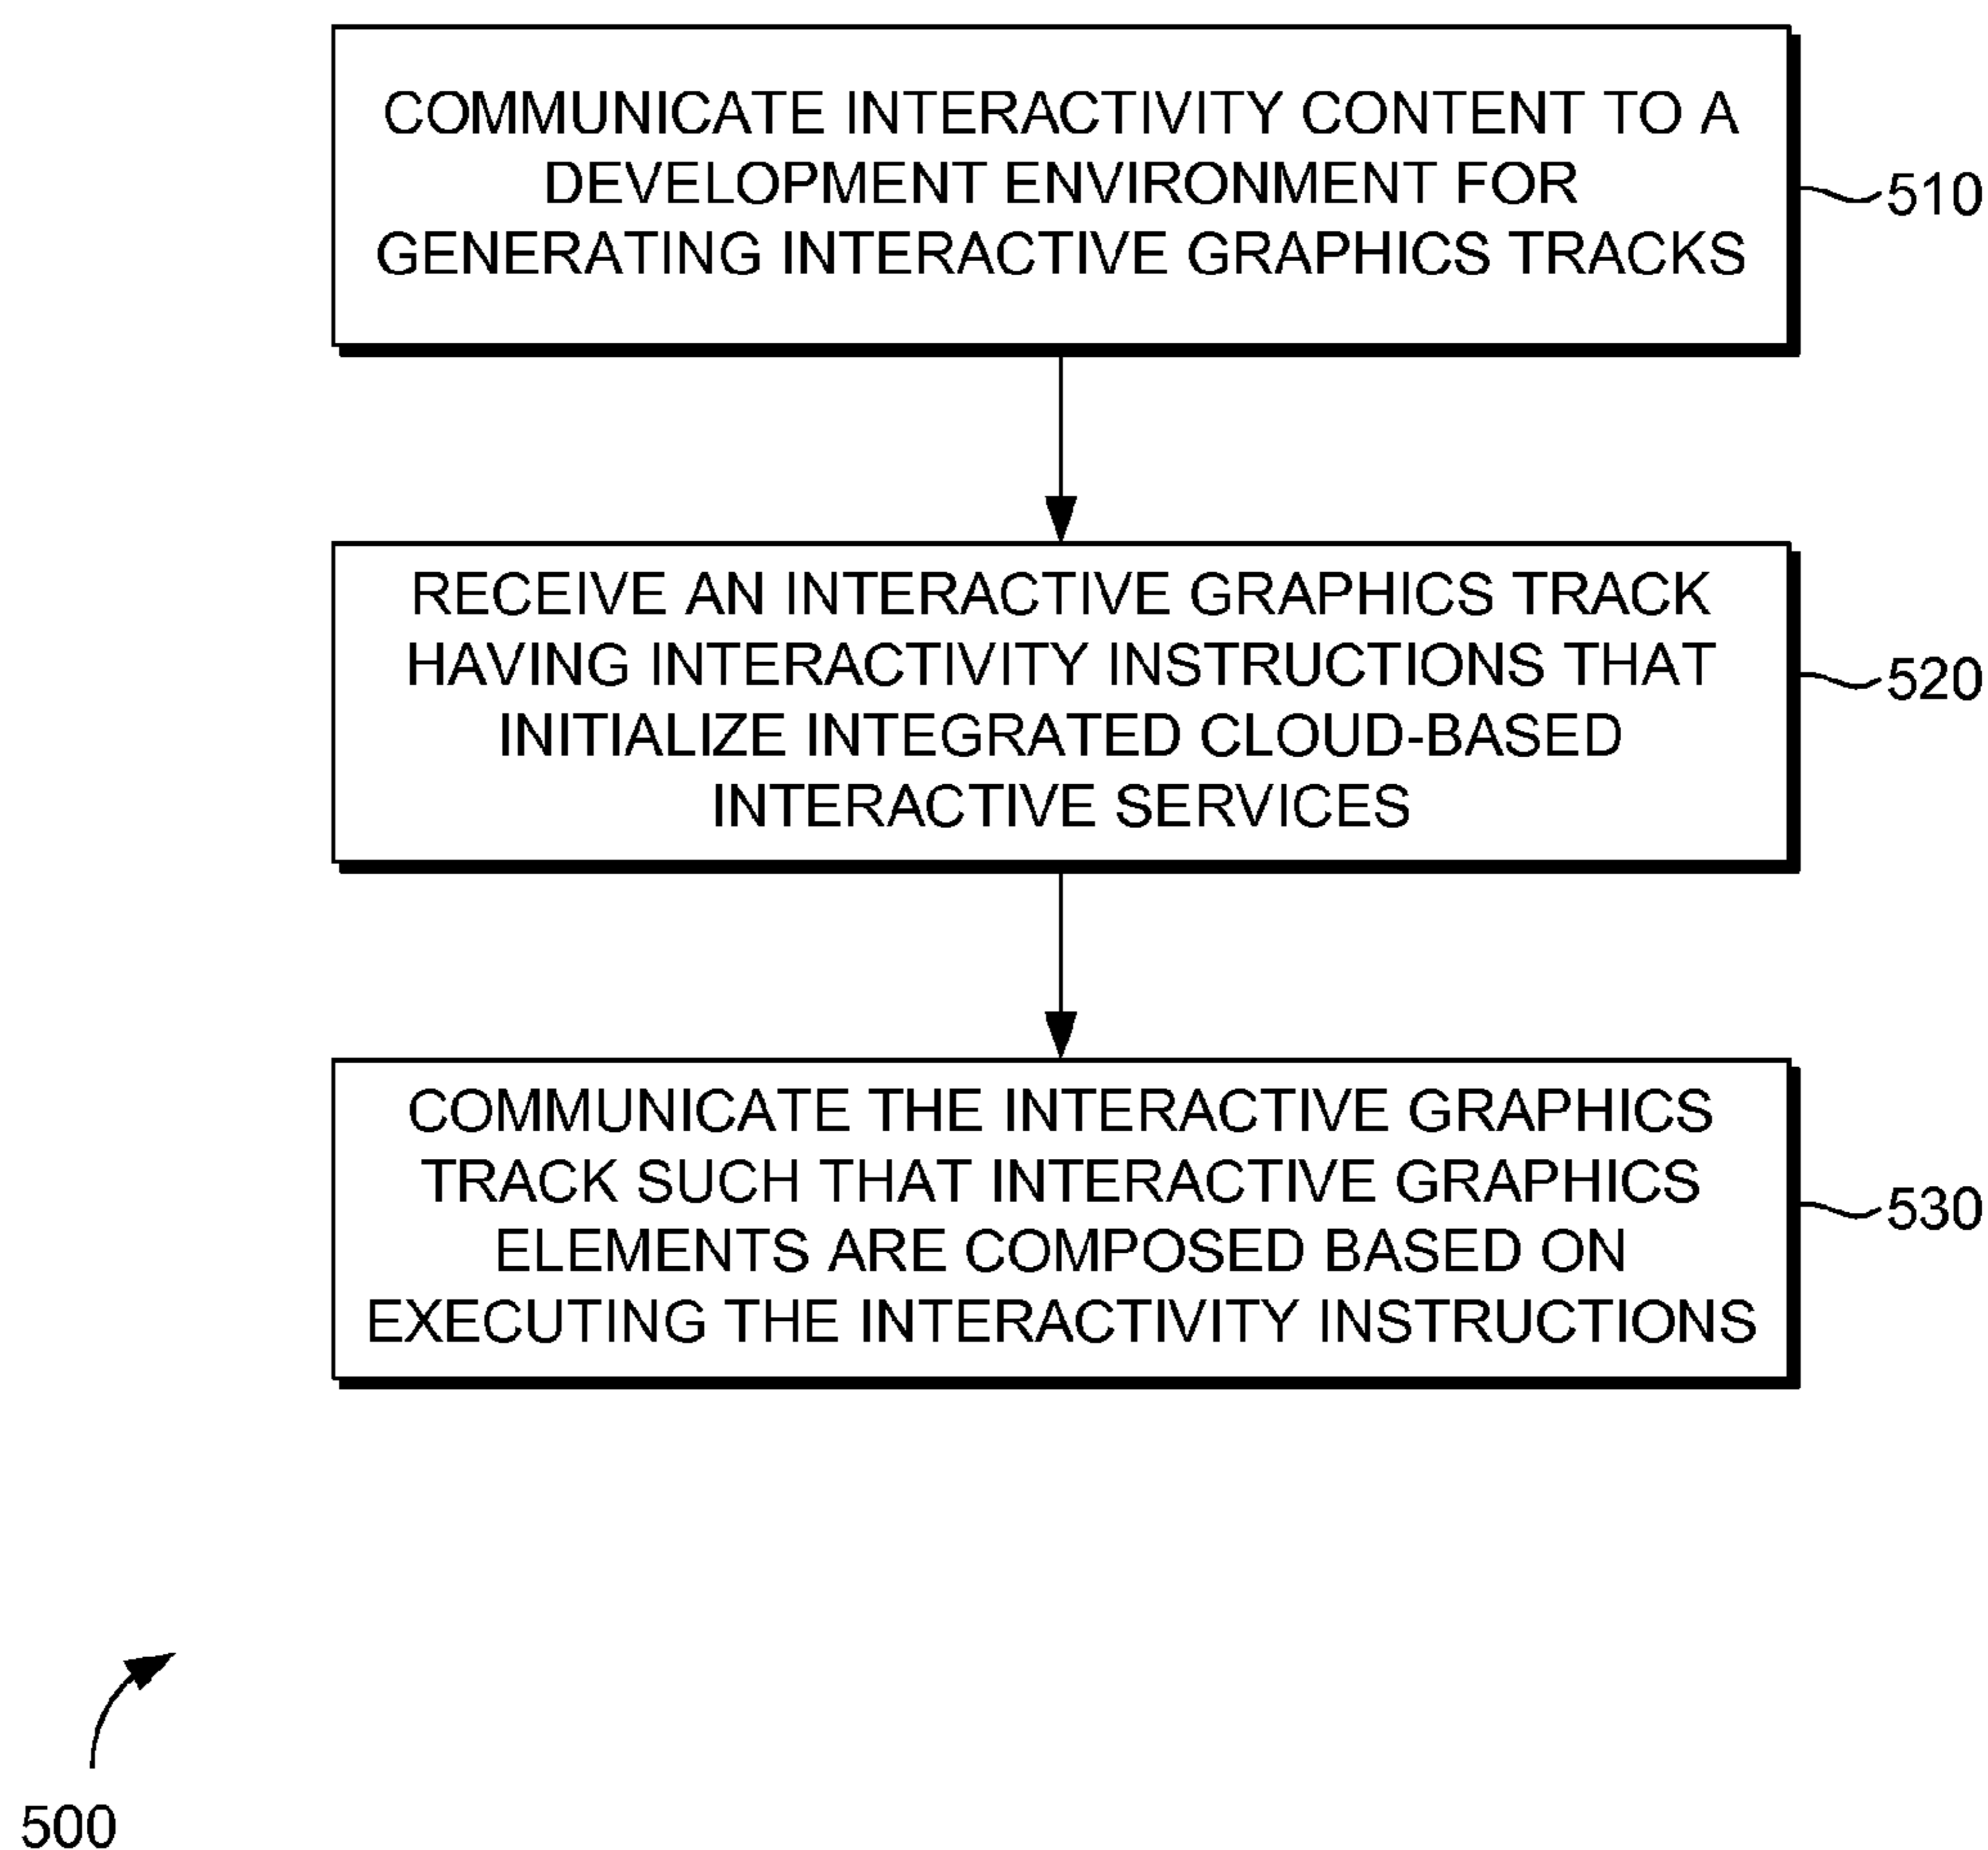 COMMUNICATE INTERACTIVITY CONTENT TO A
DEVELOPMENT ENVIRONMENT FOR
GENERATING INTERACTIVE GRAPHICS TRACKS
510
RECEIVE AN INTERACTIVE GRAPHICS TRACK
HAVING INTERACTIVITY INSTRUCTIONS THAT
INITIALIZE INTEGRATED CLOUD-BASED
INTERACTIVE SERVICES
520
COMMUNICATE THE INTERACTIVE GRAPHICS
TRACK SUCH THAT INTERACTIVE GRAPHICS
ELEMENTS ARE COMPOSED BASED ON
EXECUTING THE INTERACTIVITY INSTRUCTIONS
530
500